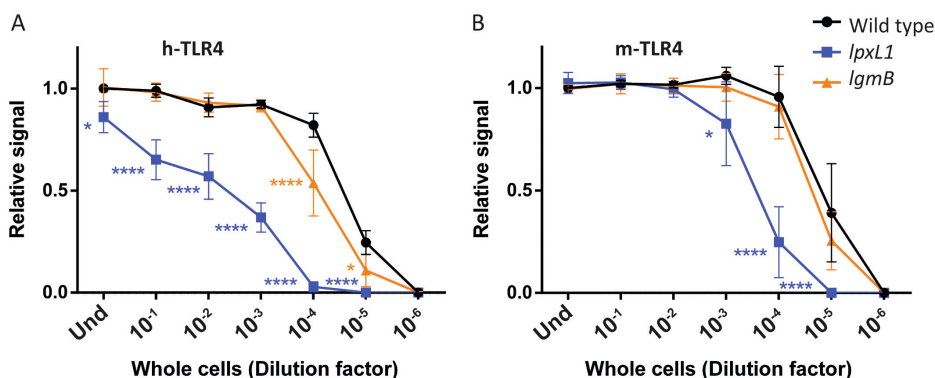 A
h-TLR4
Relative signal
1.0
0.5
0.0
*
****
****
****
****
****
****
*
Und
10⁻¹
10⁻²
10⁻³
10⁻⁴
10⁻⁵
10⁻⁶
Whole cells (Dilution factor)
B
m-TLR4
Relative signal
1.0
0.5
0.0
*
****
****
Und
10⁻¹
10⁻²
10⁻³
10⁻⁴
10⁻⁵
10⁻⁶
Whole cells (Dilution factor)
Wild type
lpxL1
lgmB